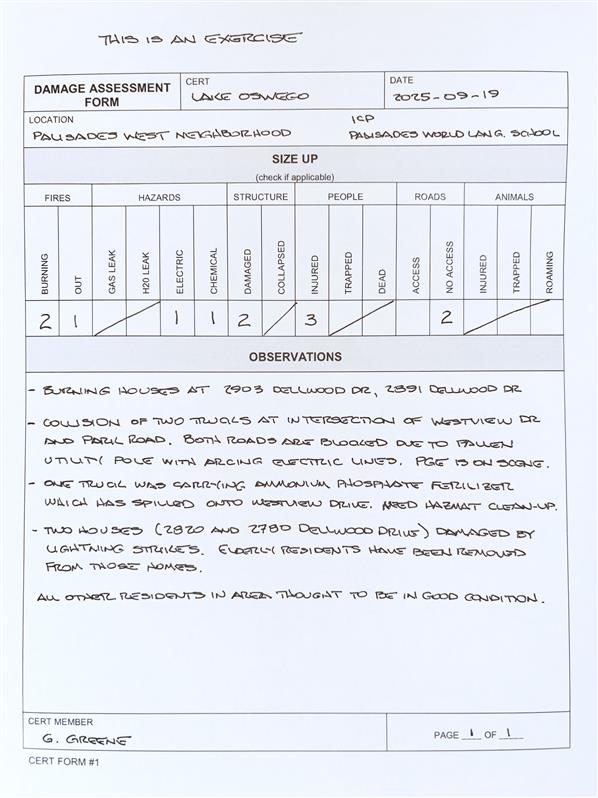 THIS IS AN EXERCISE
DAMAGE ASSESSMENT FORM
CERT
LAKE OSWEGO
DATE
2025-09-19
LOCATION
PALISADES WEST NEIGHBORHOOD
ICP
PALISADES WORLD LANG. SCHOOL
SIZE UP
(check if applicable)
FIRES HAZARDS STRUCTURE PEOPLE ROADS ANIMALS
BURNING OUT GAS LEAK H20 LEAK ELECTRIC CHEMICAL DAMAGED COLLAPSED INJURED TRAPPED DEAD ACCESS NO ACCESS INJURED TRAPPED ROAMING
2 1 1 1 2 3 2
OBSERVATIONS
- BURNING HOUSES AT 2903 DELLWOOD DR, 2891 DELLWOOD DR
- COLLISION OF TWO TRUCKS AT INTERSECTION OF WESTVIEW DR
AND PARK ROAD. BOTH ROADS ARE BLOCKED DUE TO FALLEN
UTILITY POLE WITH ARCING ELECTRIC LINES. PGE IS ON SCENE.
- ONE TRUCK WAS CARRYING AMMONIUM PHOSPHATE FERILIZER
WHICH HAS SPILLED ONTO WESTVIEW DRIVE. NEED HAZMAT CLEAN-UP.
- TWO HOUSES (2820 AND 2780 DELLWOOD DRIVE) DAMAGED BY
LIGHTNING STRIKES. ELDERLY RESIDENTS HAVE BEEN REMOVED
FROM THOSE HOMES.
ALL OTHER RESIDENTS IN AREA THOUGHT TO BE IN GOOD CONDITION.
CERT MEMBER
G. GREENE
PAGE 1 OF 1
CERT FORM #1